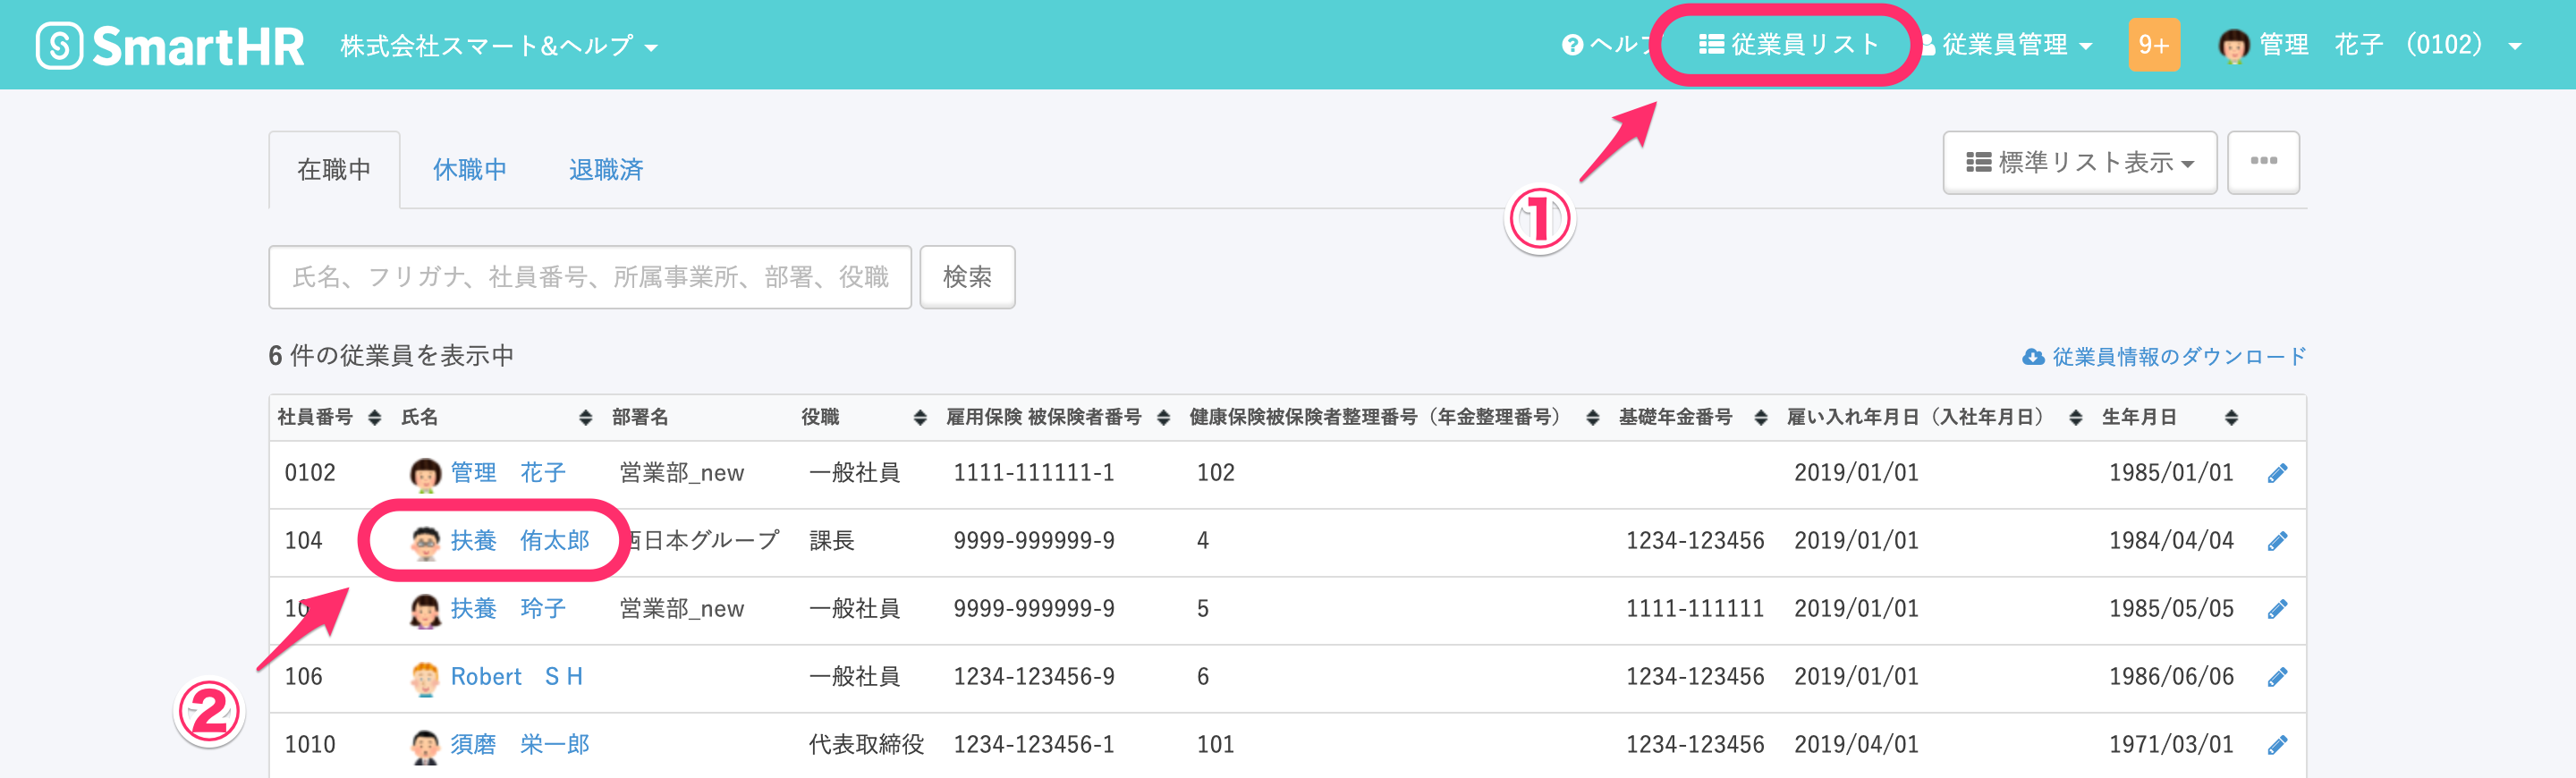 SmartHR 株式会社スマート&ヘルプ ヘルプ 従業員リスト 従業員管理 9+ 管理 花子 (0102)
在職中 休職中 退職済 標準リスト表示
①
氏名、フリガナ、社員番号、所属事業所、部署、役職 検索
6 件の従業員を表示中 従業員情報のダウンロード
社員番号 氏名 部署名 役職 雇用保険 被保険者番号 健康保険被保険者整理番号（年金整理番号） 基礎年金番号 雇い入れ年月日（入社年月日） 生年月日
0102 管理 花子 営業部_new 一般社員 1111-111111-1 102 2019/01/01 1985/01/01
104 扶養 侑太郎 西日本グループ 課長 9999-999999-9 4 1234-123456 2019/01/01 1984/04/04
扶養 玲子 営業部_new 一般社員 9999-999999-9 5 1111-111111 2019/01/01 1985/05/05
106 Robert S H 一般社員 1234-123456-9 6 1234-123456 2019/01/01 1986/06/06
②
1010 須磨 栄一郎 代表取締役 1234-123456-1 101 1234-123456 2019/04/01 1971/03/01